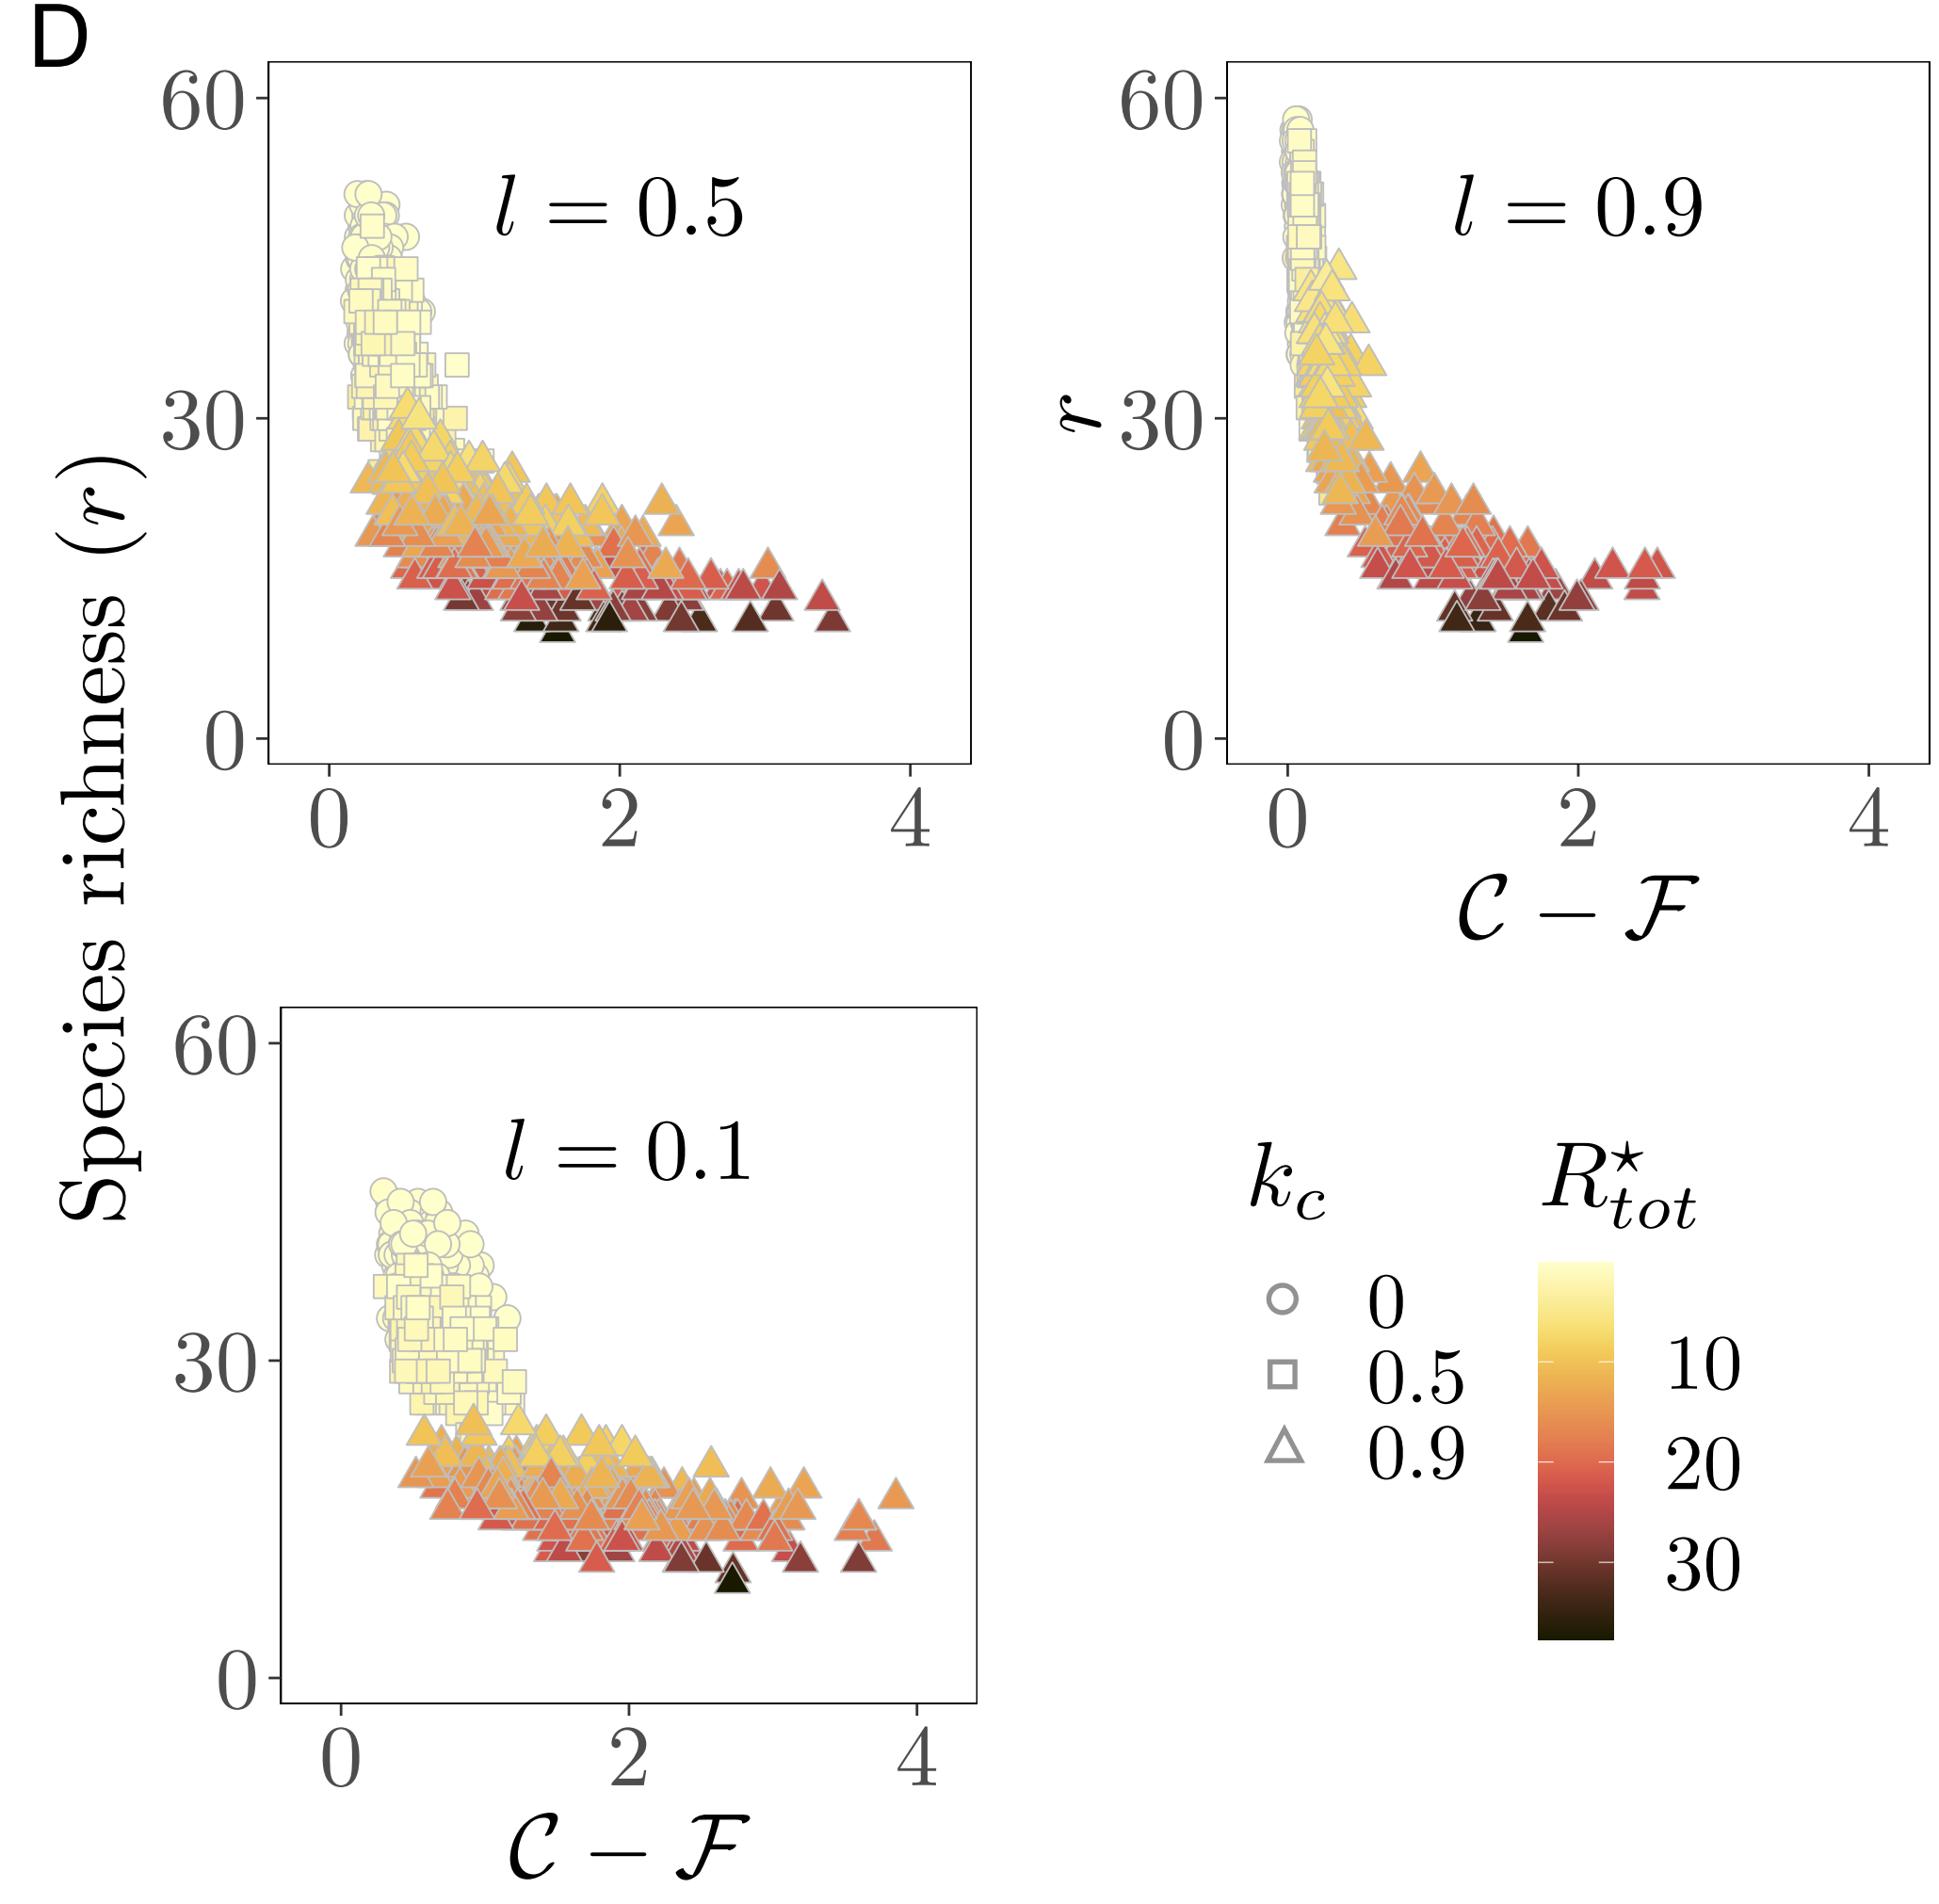 D
Species richness (r)
60
30
0
l = 0.5
0 2 4
r
60
30
0
l = 0.9
0 2 4
𝒞 − ℱ
60
30
0
l = 0.1
0 2 4
𝒞 − ℱ
k_c
0
0.5
0.9
R^⋆_{tot}
10
20
30